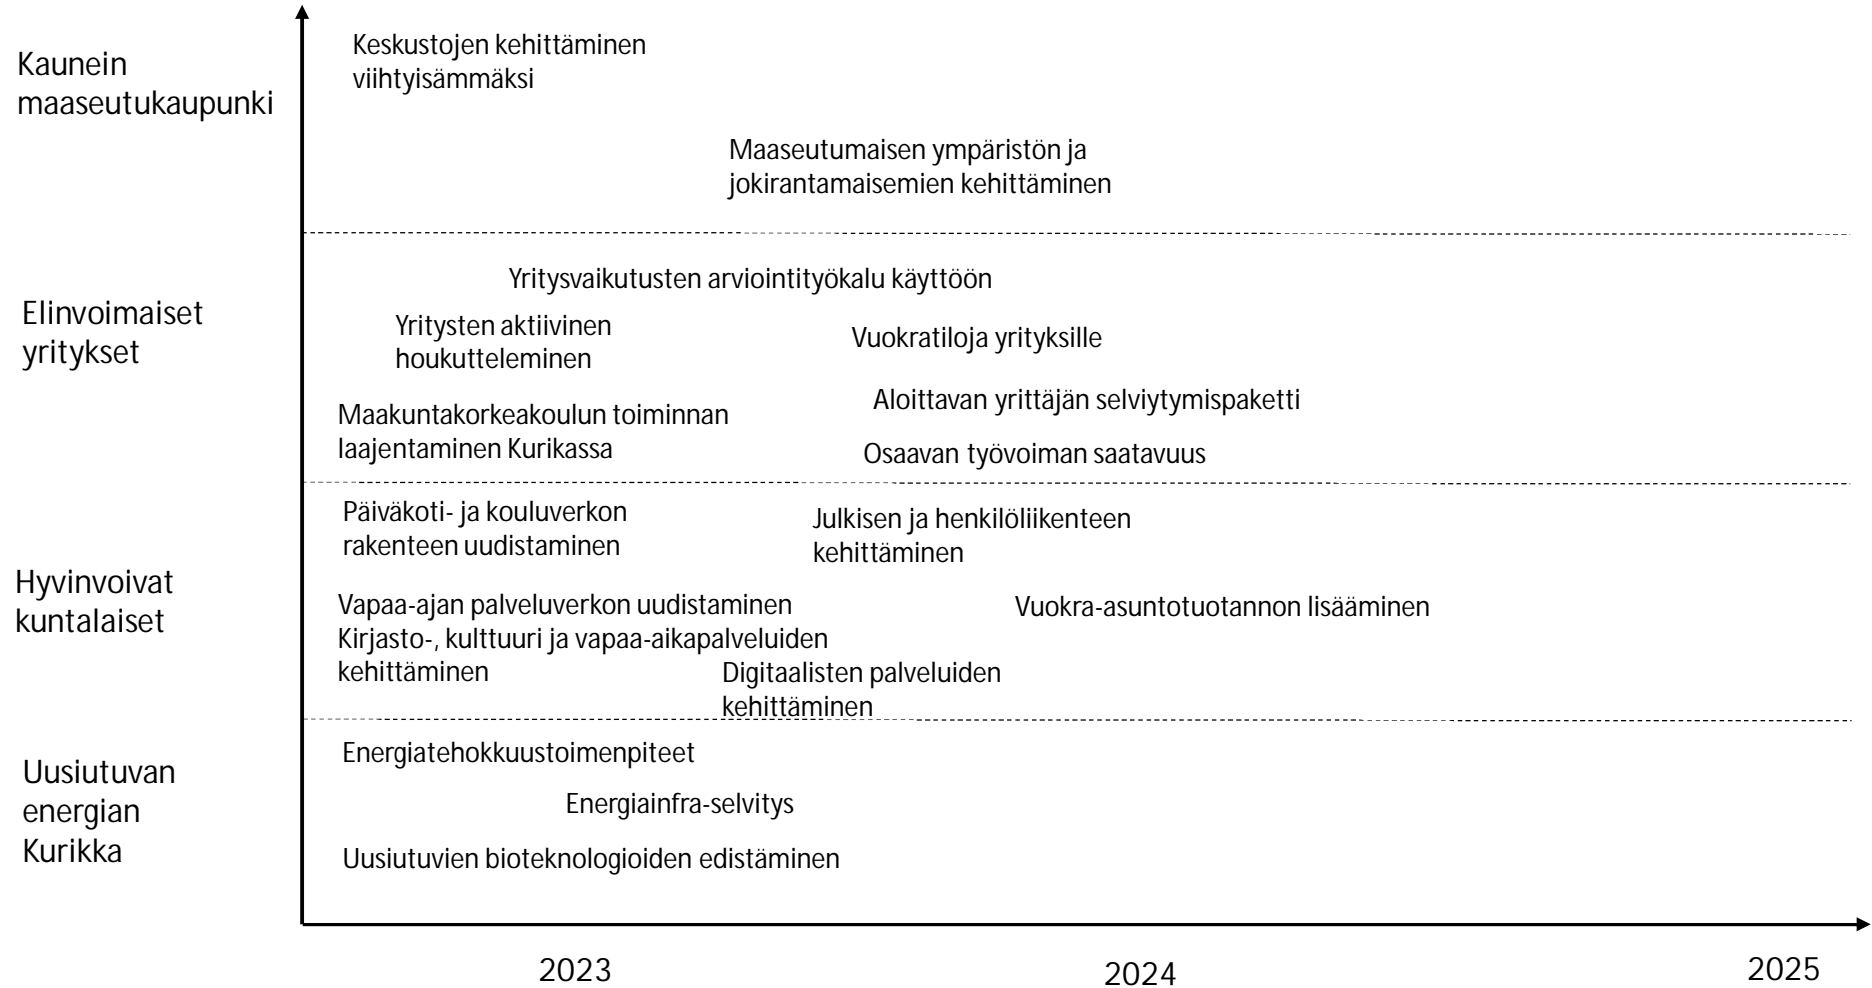 Kaunein
maaseutukaupunki
Keskustojen kehittäminen
viihtyisämmäksi
Maaseutumaisen ympäristön ja
jokirantamaisemien kehittäminen
Elinvoimaiset
yritykset
Yritysvaikutusten arviointityökalu käyttöön
Yritysten aktiivinen
houkutteleminen
Vuokratiloja yrityksille
Aloittavan yrittäjän selviytymispaketti
Maakuntakorkeakoulun toiminnan
laajentaminen Kurikassa
Osaavan työvoiman saatavuus
Hyvinvoivat
kuntalaiset
Päiväkoti- ja kouluverkon
rakenteen uudistaminen
Julkisen ja henkilöliikenteen
kehittäminen
Vapaa-ajan palveluverkon uudistaminen
Kirjasto-, kulttuuri ja vapaa-aikapalveluiden
kehittäminen
Vuokra-asuntotuotannon lisääminen
Digitaalisten palveluiden
kehittäminen
Uusiutuvan
energian
Kurikka
Energiatehokkuustoimenpiteet
Energiainfra-selvitys
Uusiutuvien bioteknologioiden edistäminen
2023
2024
2025